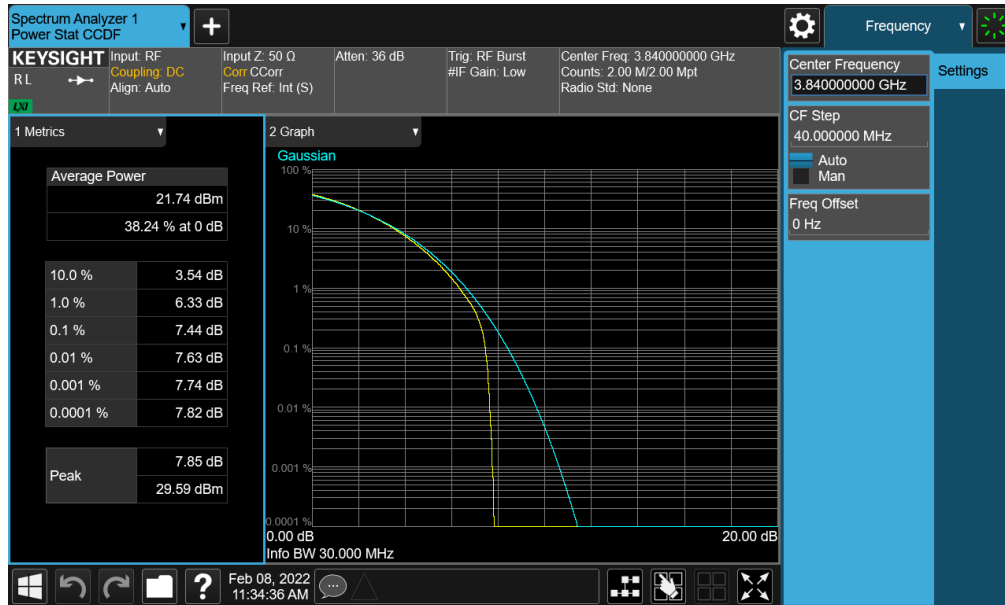 Spectrum Analyzer 1
Power Stat CCDF
+
Frequency
KEYSIGHT
R L
LXI
Input: RF
Coupling: DC
Align: Auto
Input Z: 50 Ω
Corr CCorr
Freq Ref: Int (S)
Atten: 36 dB
Trig: RF Burst
#IF Gain: Low
Center Freq: 3.840000000 GHz
Counts: 2.00 M/2.00 Mpt
Radio Std: None
Center Frequency
3.840000000 GHz
Settings
CF Step
40.000000 MHz
Auto
Man
Freq Offset
0 Hz
1 Metrics
Average Power
21.74 dBm
38.24 % at 0 dB
10.0 % 3.54 dB
1.0 % 6.33 dB
0.1 % 7.44 dB
0.01 % 7.63 dB
0.001 % 7.74 dB
0.0001 % 7.82 dB
Peak
7.85 dB
29.59 dBm
2 Graph
Gaussian
100 %
10 %
1 %
0.1 %
0.01 %
0.001 %
0.0001 %
0.00 dB 20.00 dB
Info BW 30.000 MHz
?
Feb 08, 2022
11:34:36 AM